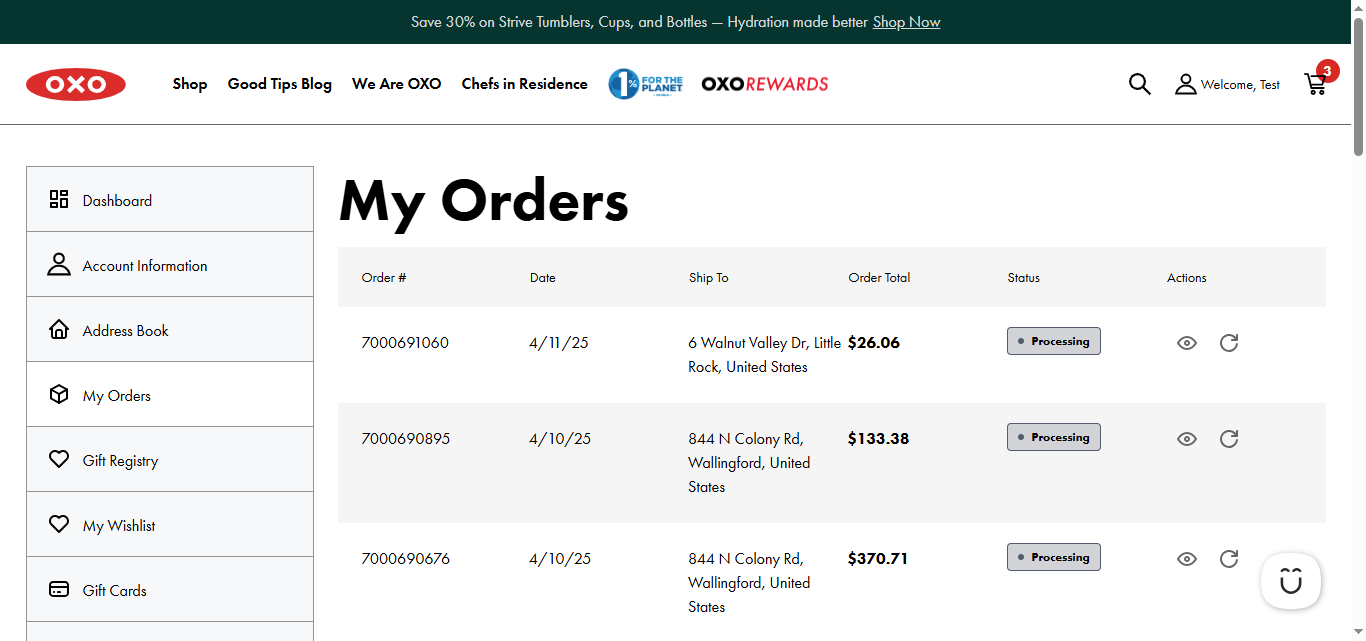 Save 30% on Strive Tumblers, Cups, and Bottles — Hydration made better Shop Now
OXO
Shop
Good Tips Blog
We Are OXO
Chefs in Residence
1% FOR THE PLANET
OXOREWARDS
Welcome, Test
3
Dashboard
Account Information
Address Book
My Orders
Gift Registry
My Wishlist
Gift Cards
My Orders
Order # Date Ship To Order Total Status Actions
7000691060 4/11/25 6 Walnut Valley Dr, Little $26.06 Processing
Rock, United States
7000690895 4/10/25 844 N Colony Rd, $133.38 Processing
Wallingford, United
States
7000690676 4/10/25 844 N Colony Rd, $370.71 Processing
Wallingford, United
States